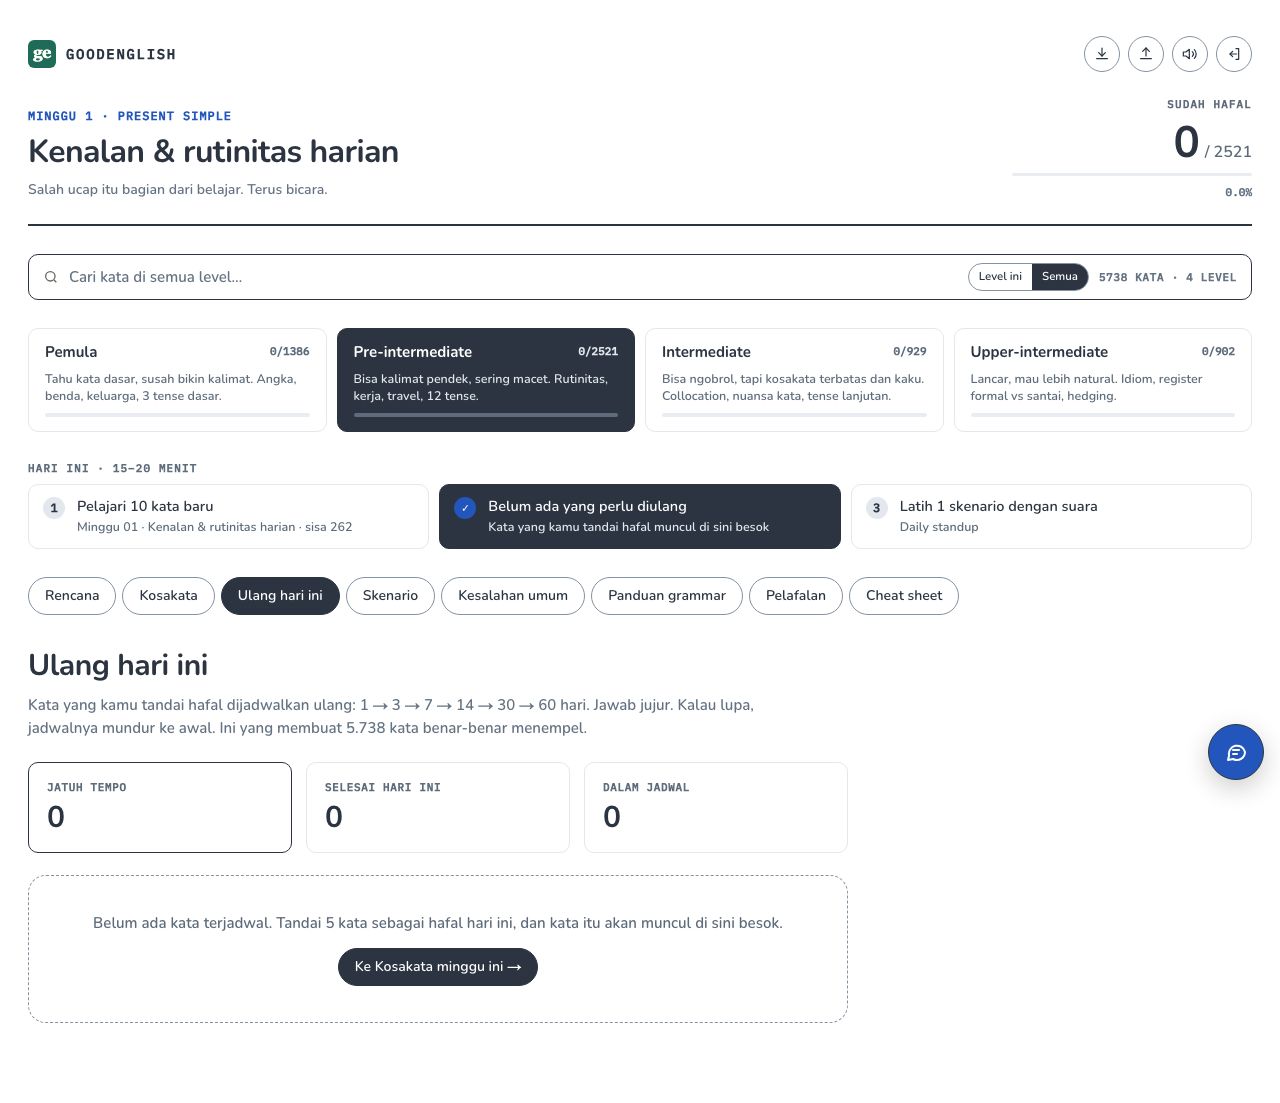 ge GOODENGLISH
MINGGU 1 · PRESENT SIMPLE
Kenalan & rutinitas harian
Salah ucap itu bagian dari belajar. Terus bicara.
SUDAH HAFAL
0 / 2521
0.0%
Cari kata di semua level...
Level ini
Semua
5738 KATA · 4 LEVEL
Pemula
0/1386
Tahu kata dasar, susah bikin kalimat. Angka,
benda, keluarga, 3 tense dasar.
Pre-intermediate
0/2521
Bisa kalimat pendek, sering macet. Rutinitas,
kerja, travel, 12 tense.
Intermediate
0/929
Bisa ngobrol, tapi kosakata terbatas dan kaku.
Collocation, nuansa kata, tense lanjutan.
Upper-intermediate
0/902
Lancar, mau lebih natural. Idiom, register
formal vs santai, hedging.
HARI INI · 15–20 MENIT
1
Pelajari 10 kata baru
Minggu 01 · Kenalan & rutinitas harian · sisa 262
✓
Belum ada yang perlu diulang
Kata yang kamu tandai hafal muncul di sini besok
3
Latih 1 skenario dengan suara
Daily standup
Rencana
Kosakata
Ulang hari ini
Skenario
Kesalahan umum
Panduan grammar
Pelafalan
Cheat sheet
Ulang hari ini
Kata yang kamu tandai hafal dijadwalkan ulang: 1 → 3 → 7 → 14 → 30 → 60 hari. Jawab jujur. Kalau lupa,
jadwalnya mundur ke awal. Ini yang membuat 5.738 kata benar-benar menempel.
JATUH TEMPO
0
SELESAI HARI INI
0
DALAM JADWAL
0
Belum ada kata terjadwal. Tandai 5 kata sebagai hafal hari ini, dan kata itu akan muncul di sini besok.
Ke Kosakata minggu ini →